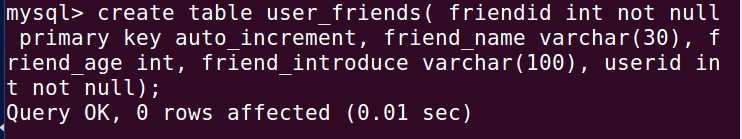 mysql> create table user_friends( friendid int not null
 primary key auto_increment, friend_name varchar(30), f
riend_age int, friend_introduce varchar(100), userid in
t not null);
Query OK, 0 rows affected (0.01 sec)